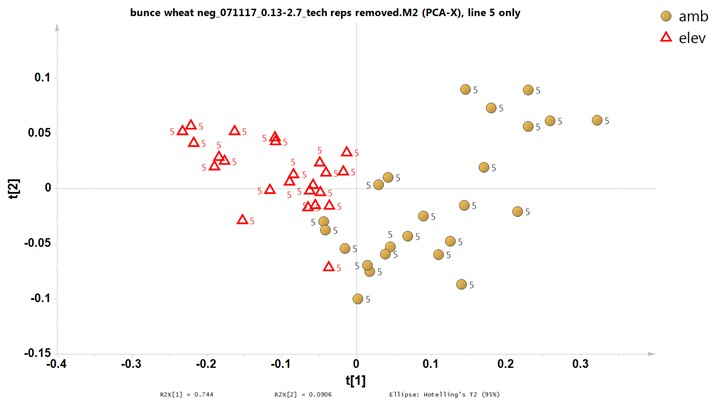 bunce wheat neg_071117_0.13-2.7_tech reps removed.M2 (PCA-X), line 5 only
amb
elev
0.1
0.05
0
-0.05
-0.1
-0.15
t[2]
-0.4 -0.3 -0.2 -0.1 0 0.1 0.2 0.3
t[1]
R2X[1] = 0.744 R2X[2] = 0.0906 Ellipse: Hotelling's T2 (95%)
5